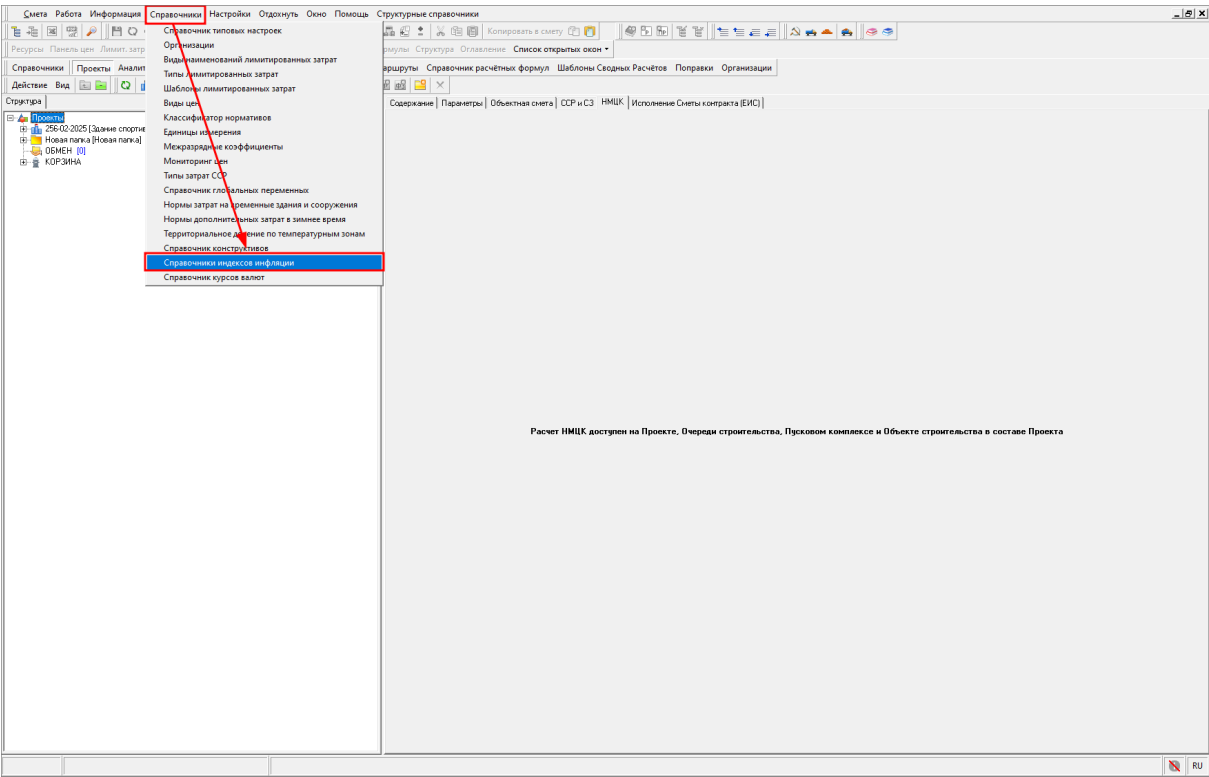 Смета Работа Информация Справочники Настройки Отдохнуть Окно Помощь Структурные справочники
Копировать в смету
Ресурсы Панель цен Лимит. затр
Структура Оглавление Список открытых окон
Справочники Проекты
Справочник расчётных формул Шаблоны Сводных Расчётов Поправки Организации
Действие Вид
Структура
Содержание Параметры Объектная смета ССР и СЗ НМЦК Исполнение Сметы контракта (ЕИС)
Проекты
256-02-2025 [Здание спортив
Новая папка [Новая папка]
ОБМЕН [0]
КОРЗИНА
Справочник типовых настроек
Организации
Виды наименований лимитированных затрат
Типы лимитированных затрат
Шаблоны лимитированных затрат
Виды цен
Классификатор нормативов
Единицы измерения
Межразрядные коэффициенты
Мониторинг цен
Типы затрат ССР
Справочник глобальных переменных
Нормы затрат на временные здания и сооружения
Нормы дополнительных затрат в зимнее время
Территориальное деление по температурным зонам
Справочник конструктивов
Справочники индексов инфляции
Справочник курсов валют
Расчет НМЦК доступен на Проекте, Очереди строительства, Пусковом комплексе и Объекте строительства в составе Проекта
RU